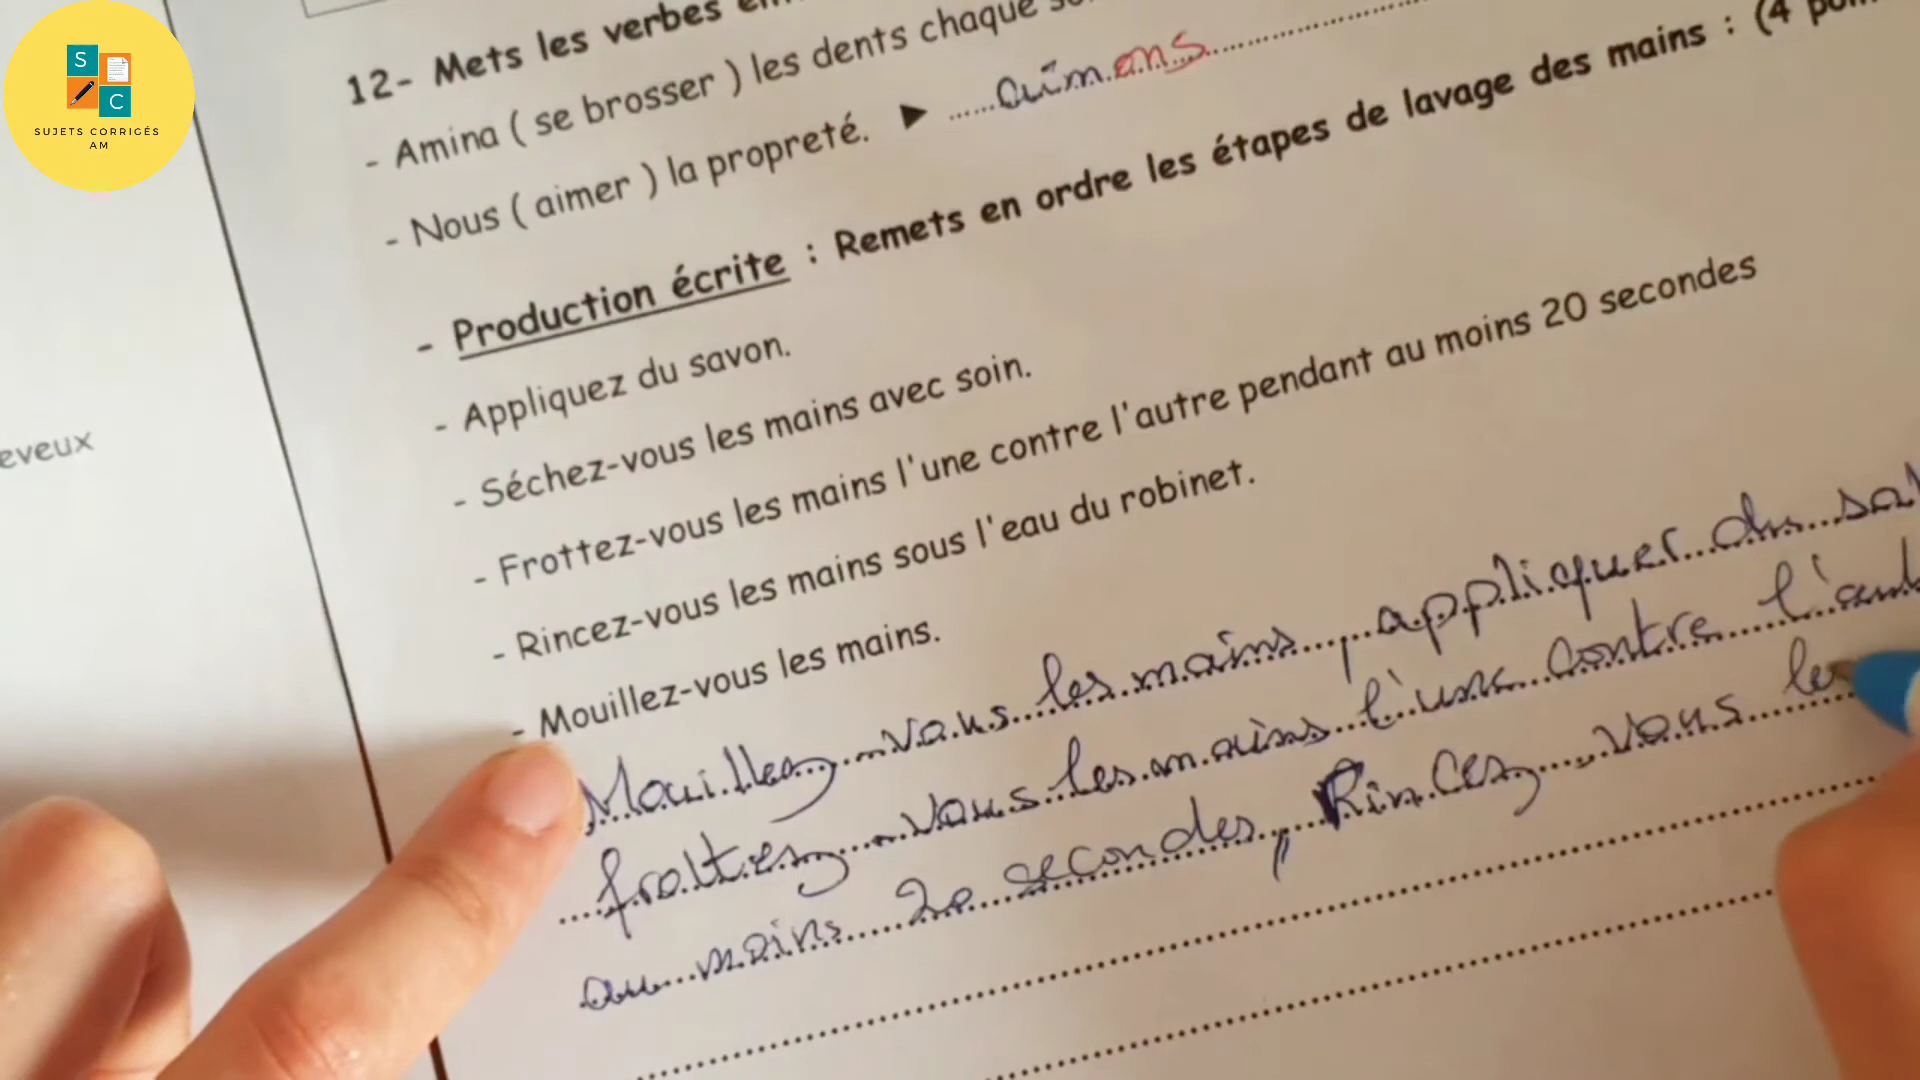 S
C
SUJETS CORRIGÉS
AM
12- Mets les verbes
- Amina ( se brosser ) les dents chaque
- Nous ( aimer ) la propreté. ► ......aimons......
- Production écrite : Remets en ordre les étapes de lavage des mains : (4
- Appliquez du savon.
- Séchez-vous les mains avec soin.
- Frottez-vous les mains l'une contre l'autre pendant au moins 20 secondes
- Rincez-vous les mains sous l'eau du robinet.
- Mouillez-vous les mains.
eveux
Mouillez-vous les mains, appliquer du
frottez-vous les mains l'une contre
au moins 20 secondes, Rincez-vous